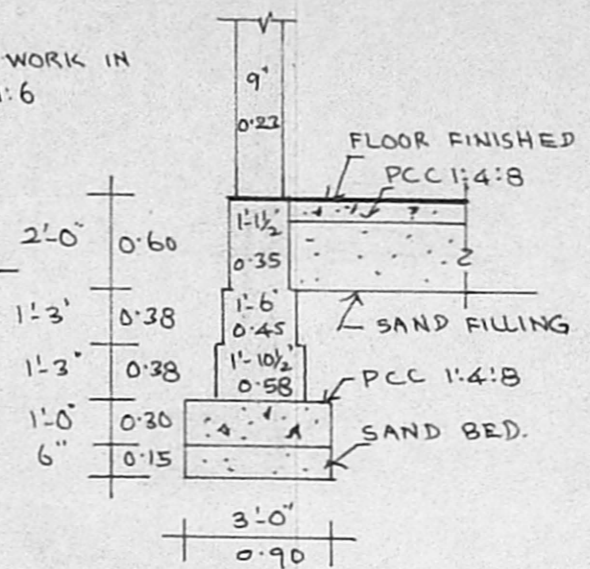 WORK IN
1:6
9"
0.23
FLOOR FINISHED
PCC 1:4:8
2'-0" 0.60
1'-1½"
0.35
1'-3" 0.38
1'-6"
0.45
SAND FILLING
1'-3" 0.38
1'-10½"
0.58
PCC 1:4:8
1'-0" 0.30
SAND BED.
6" 0.15
3'-0"
0.90